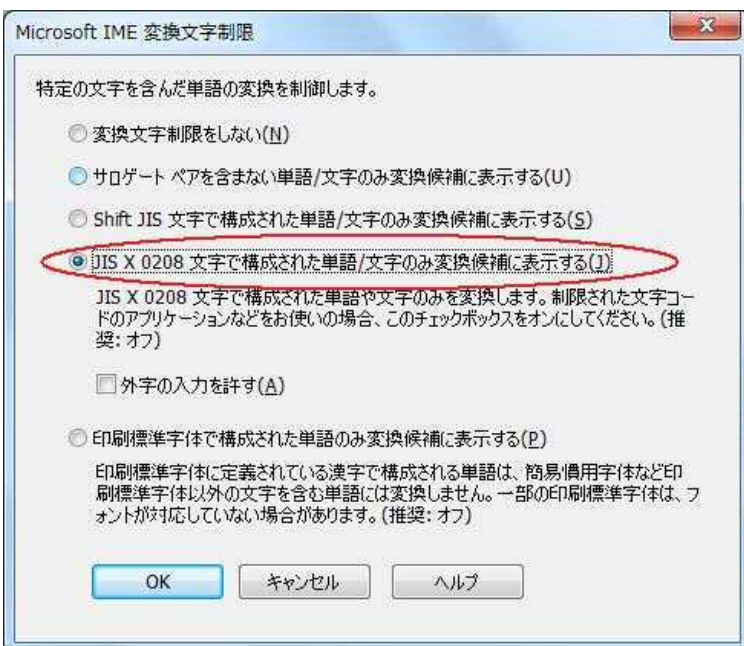 Microsoft IME 変換文字制限
特定の文字を含んだ単語の変換を制御します。
変換文字制限をしない(N)
サロゲート ペアを含まない単語/文字のみ変換候補に表示する(U)
Shift JIS 文字で構成された単語/文字のみ変換候補に表示する(S)
JIS X 0208 文字で構成された単語/文字のみ変換候補に表示する(J)
JIS X 0208 文字で構成された単語や文字のみを変換します。制限された文字コー
ドのアプリケーションなどをお使いの場合、このチェックボックスをオンにしてください。(推
奨: オフ)
外字の入力を許す(A)
印刷標準字体で構成された単語のみ変換候補に表示する(P)
印刷標準字体に定義されている漢字で構成される単語は、簡易慣用字体など印
刷標準字体以外の文字を含む単語には変換しません。一部の印刷標準字体は、フ
ォントが対応していない場合があります。(推奨: オフ)
OK キャンセル ヘルプ